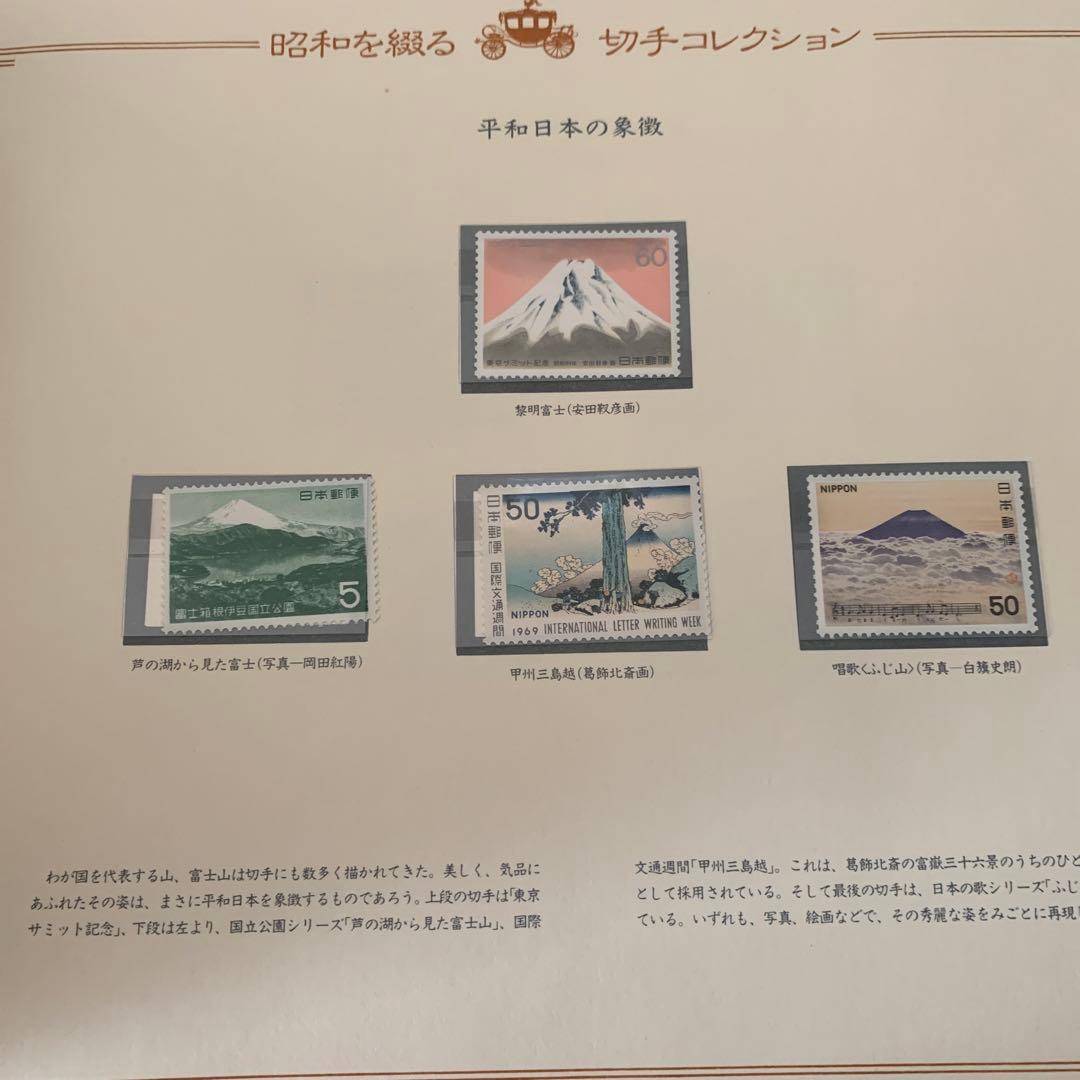 昭和を綴る 切手コレクション
平和日本の象徴
60
東京サミット記念 安田靫彦画 日本郵便
黎明富士(安田靫彦画)
日本郵便
5
富士箱根伊豆国立公園
芦の湖から見た富士(写真―岡田紅陽)
日本郵便
50
国際文通週間
NIPPON
1969 INTERNATIONAL LETTER WRITING WEEK
甲州三島越(葛飾北斎画)
NIPPON
日本郵便
50
唱歌〈ふじ山〉(写真―白籏史朗)
わが国を代表する山、富士山は切手にも数多く描かれてきた。美しく、気品に
あふれたその姿は、まさに平和日本を象徴するものであろう。上段の切手は「東京
サミット記念」、下段は左より、国立公園シリーズ「芦の湖から見た富士山」、国際
文通週間「甲州三島越」。これは、葛飾北斎の富嶽三十六景のうちのひと
として採用されている。そして最後の切手は、日本の歌シリーズ「ふじ
ている。いずれも、写真、絵画などで、その秀麗な姿をみごとに再現